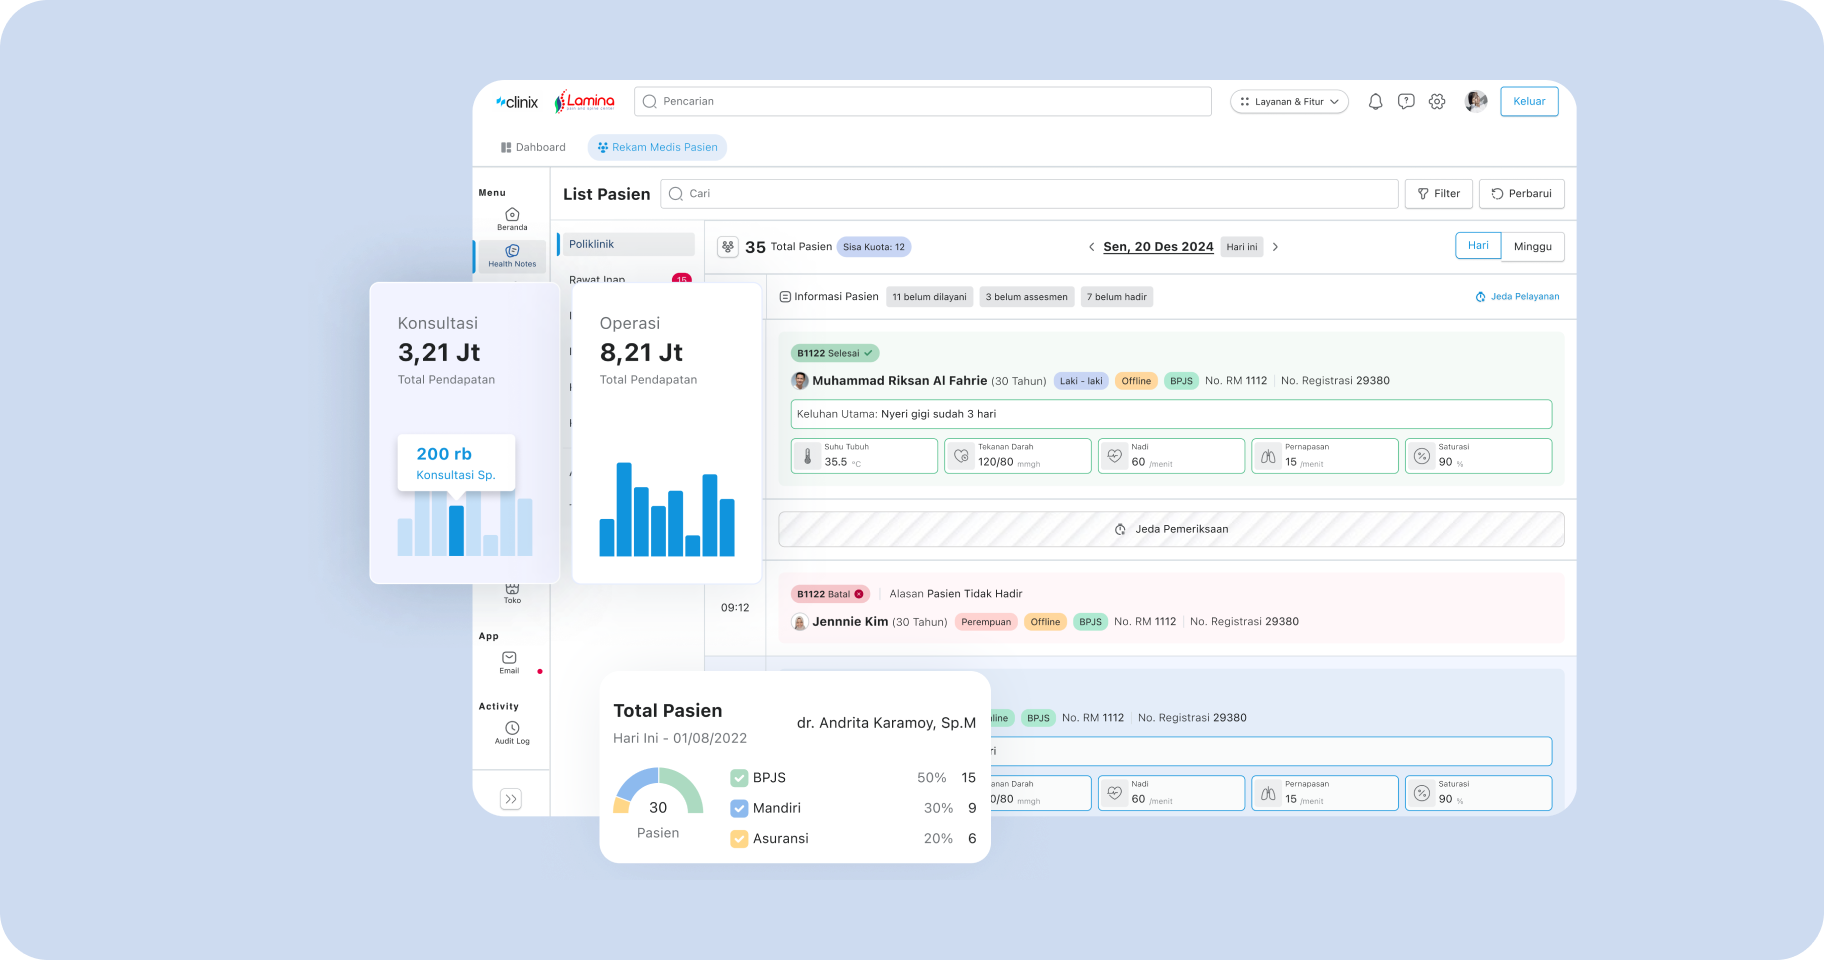 clinix Lamina Pencarian Layanan & Fitur Keluar
Dahboard Rekam Medis Pasien
Menu
Beranda
Health Notes
Toko
App
Email
Activity
Audit Log
List Pasien Cari Filter Perbarui
Poliklinik
Rawat Inap 15
35 Total Pasien Sisa Kuota: 12 Sen, 20 Des 2024 Hari ini Hari Minggu
Informasi Pasien 11 belum dilayani 3 belum assesmen 7 belum hadir Jeda Pelayanan
B1122 Selesai
Muhammad Riksan Al Fahrie (30 Tahun) Laki - laki Offline BPJS No. RM 1112 No. Registrasi 29380
Keluhan Utama: Nyeri gigi sudah 3 hari
Suhu Tubuh Tekanan Darah Nadi Pernapasan Saturasi
35.5 °C 120/80 mmgh 60 /menit 15 /menit 90 %
Jeda Pemeriksaan
09:12
B1122 Batal Alasan Pasien Tidak Hadir
Jennnie Kim (30 Tahun) Perempuan Offline BPJS No. RM 1112 No. Registrasi 29380
nline BPJS No. RM 1112 No. Registrasi 29380
ri
anan Darah Nadi Pernapasan Saturasi
0/80 mmgh 60 /menit 15 /menit 90 %
Konsultasi
3,21 Jt
Total Pendapatan
200 rb
Konsultasi Sp.
Operasi
8,21 Jt
Total Pendapatan
Total Pasien
Hari Ini - 01/08/2022
dr. Andrita Karamoy, Sp.M
30
Pasien
BPJS 50% 15
Mandiri 30% 9
Asuransi 20% 6